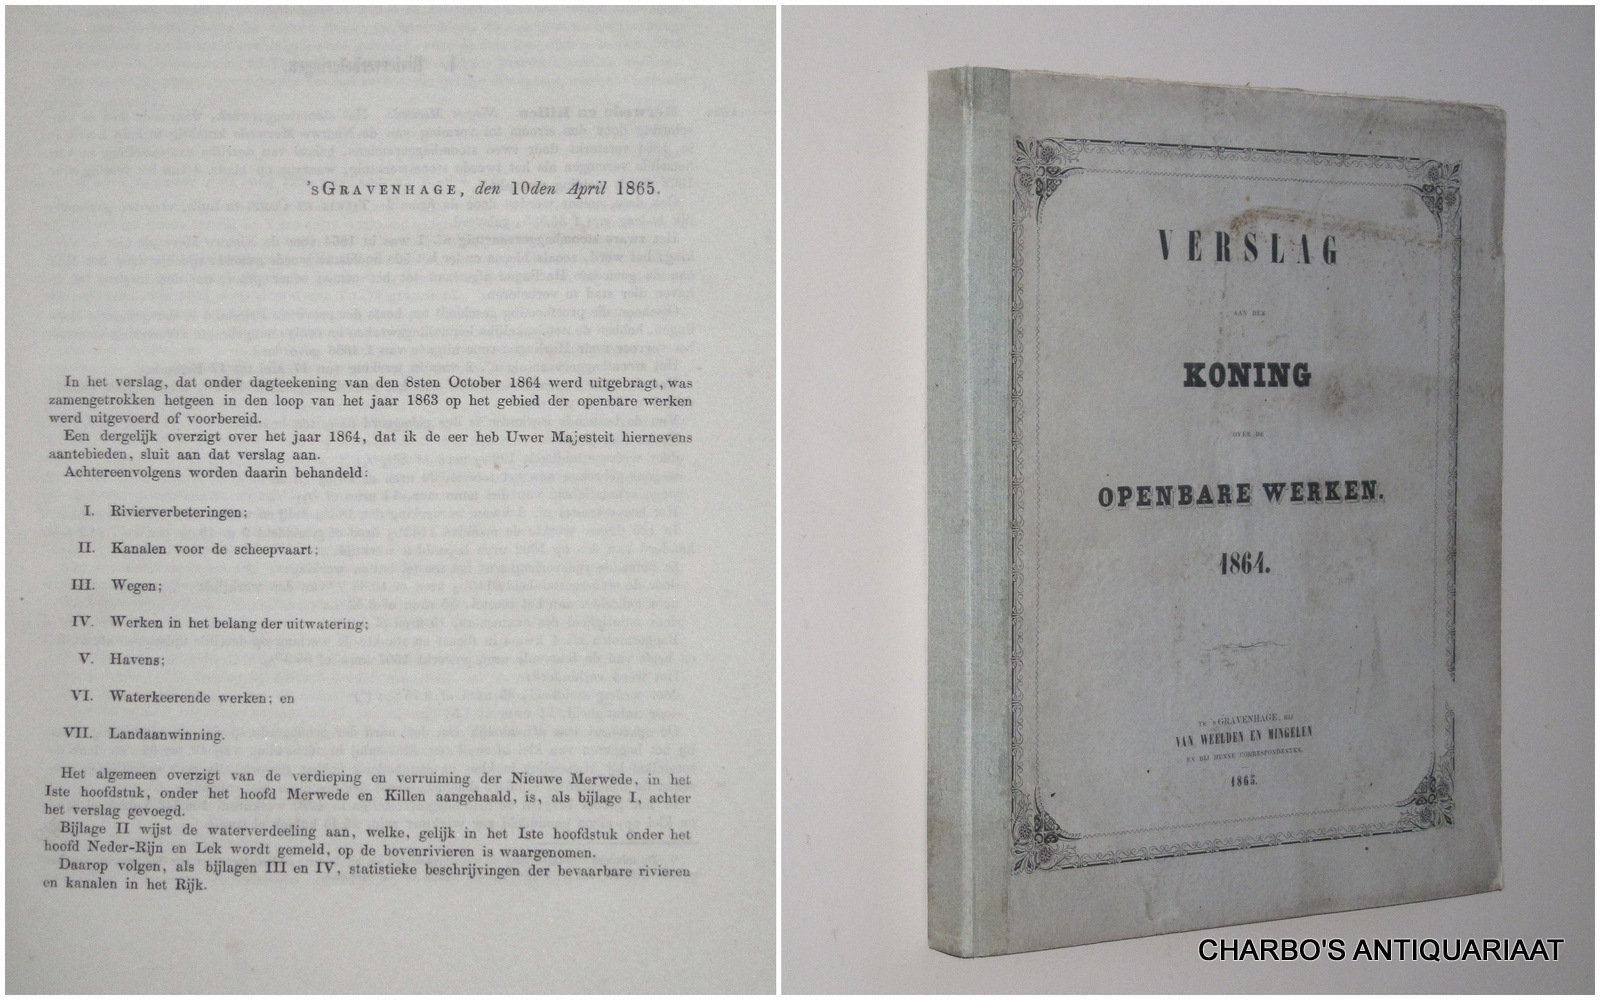 'sGRAVENHAGE, den 10den April 1865.
In het verslag, dat onder dagteekening van den 8sten October 1864 werd uitgebragt, was
zamengetrokken hetgeen in den loop van het jaar 1863 op het gebied der openbare werken
werd uitgevoerd of voorbereid.
Een dergelijk overzigt over het jaar 1864, dat ik de eer heb Uwer Majesteit hiernevens
aantebieden, sluit aan dat verslag aan.
Achtereenvolgens worden daarin behandeld:
I. Rivierverbeteringen;
II. Kanalen voor de scheepvaart;
III. Wegen;
IV. Werken in het belang der uitwatering;
V. Havens;
VI. Waterkeerende werken; en
VII. Landaanwinning.
Het algemeen overzigt van de verdieping en verruiming der Nieuwe Merwede, in het
Iste hoofdstuk, onder het hoofd Merwede en Killen aangehaald, is, als bijlage I, achter
het verslag gevoegd.
Bijlage II wijst de waterverdeeling aan, welke, gelijk in het Iste hoofdstuk onder het
hoofd Neder-Rijn en Lek wordt gemeld, op de bovenrivieren is waargenomen.
Daarop volgen, als bijlagen III en IV, statistieke beschrijvingen der bevaarbare rivieren
en kanalen in het Rijk.
VERSLAG
AAN DEN
KONING
OVER DE
OPENBARE WERKEN.
1864.
TE 'sGRAVENHAGE, BIJ
VAN WEELDEN EN MINGELEN
EN BIJ HUNNE CORRESPONDENTEN.
1865.
CHARBO'S ANTIQUARIAAT